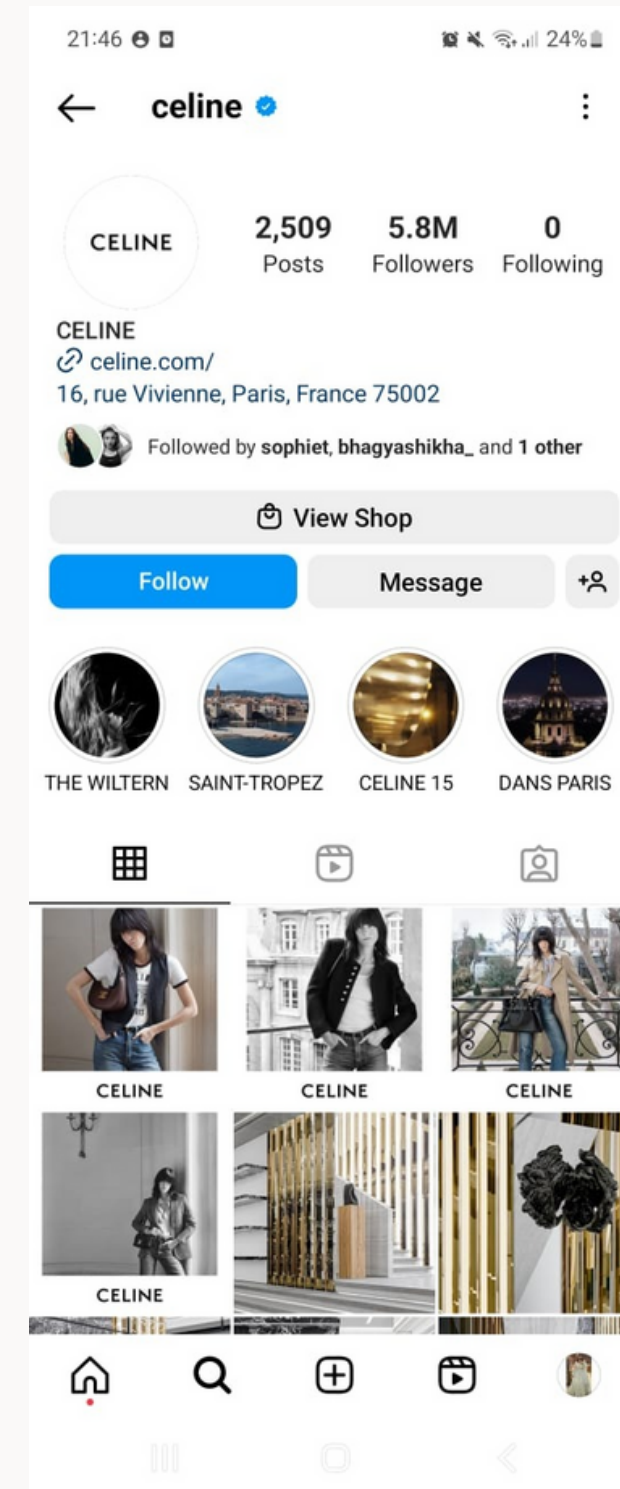 21:46 24%
celine
CELINE
2,509 5.8M 0
Posts Followers Following
CELINE
celine.com/
16, rue Vivienne, Paris, France 75002
Followed by sophiet, bhagyashikha_ and 1 other
View Shop
Follow Message
THE WILTERN SAINT-TROPEZ CELINE 15 DANS PARIS
CELINE CELINE CELINE
CELINE